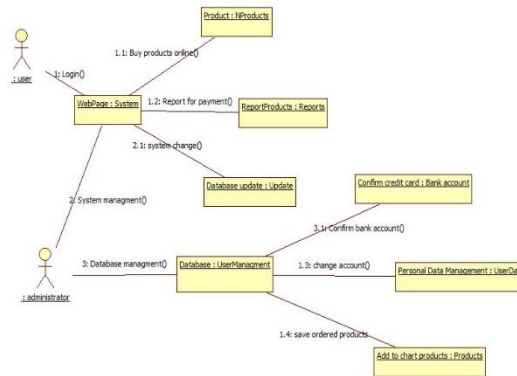 Product : NProducts
1.1: Buy products online()
: user
1: Login()
WebPage : System
1.2: Report for payment()
ReportProducts : Reports
2.1: system change()
Database update : Update
Confirm credit card : Bank account
2: System managment()
3.1: Confirm bank account()
3: Database managment()
Database : UserManagment
1.3: change account()
Personal Data Management : UserDa
: administrator
1.4: save ordered products
Add to chart products : Products